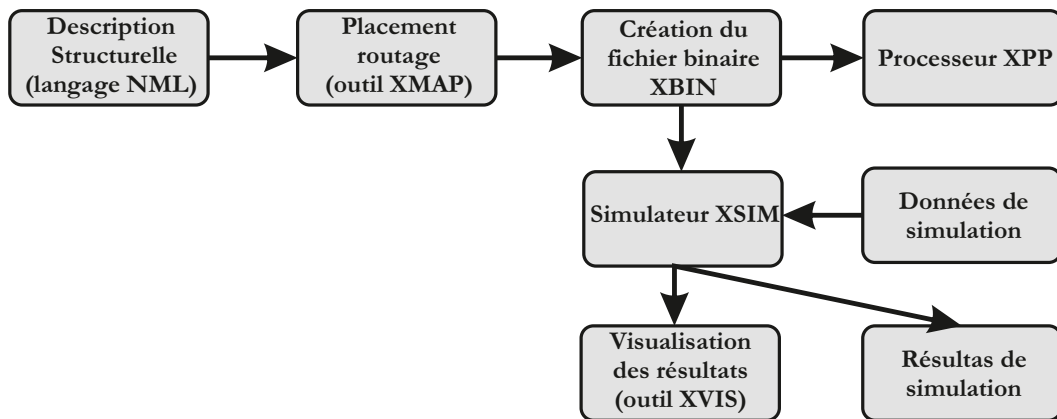 Description
Structurelle
(langage NML)
Placement
routage
(outil XMAP)
Création du
fichier binaire
XBIN
Processeur XPP
Simulateur XSIM
Données de
simulation
Visualisation
des résultats
(outil XVIS)
Résultas de
simulation